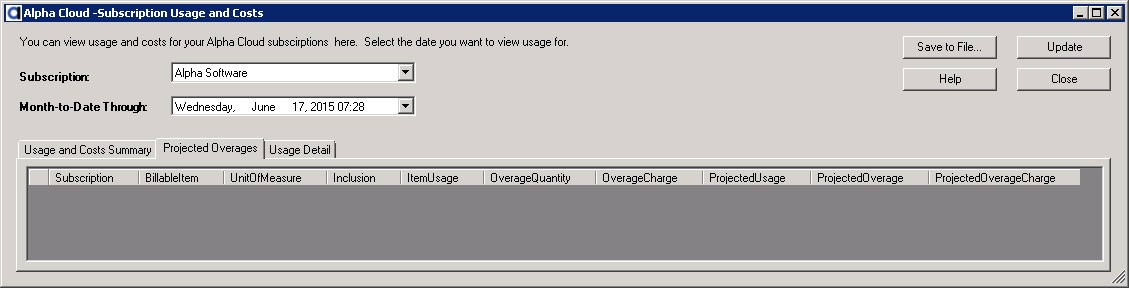 Alpha Cloud -Subscription Usage and Costs
You can view usage and costs for your Alpha Cloud subscirptions here. Select the date you want to view usage for.
Save to File... Update
Subscription: Alpha Software
Help Close
Month-to-Date Through: Wednesday, June 17, 2015 07:28
Usage and Costs Summary Projected Overages Usage Detail
Subscription BillableItem UnitOfMeasure Inclusion ItemUsage OverageQuantity OverageCharge ProjectedUsage ProjectedOverage ProjectedOverageCharge